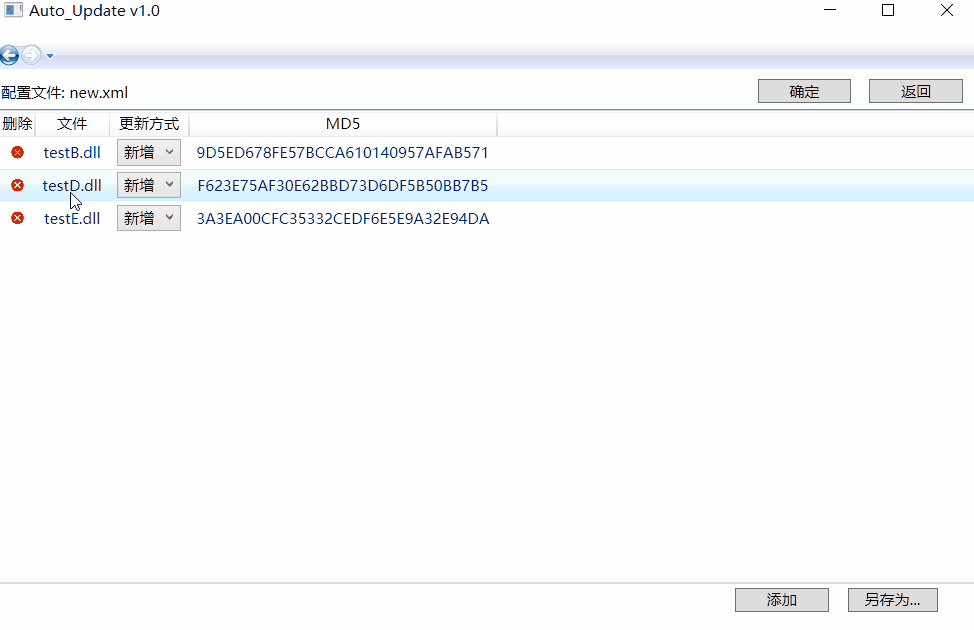 Auto_Update v1.0
配置文件: new.xml 确定 返回
删除 文件 更新方式 MD5
testB.dll 新增 9D5ED678FE57BCCA610140957AFAB571
testD.dll 新增 F623E75AF30E62BBD73D6DF5B50BB7B5
testE.dll 新增 3A3EA00CFC35332CEDF6E5E9A32E94DA
添加 另存为...